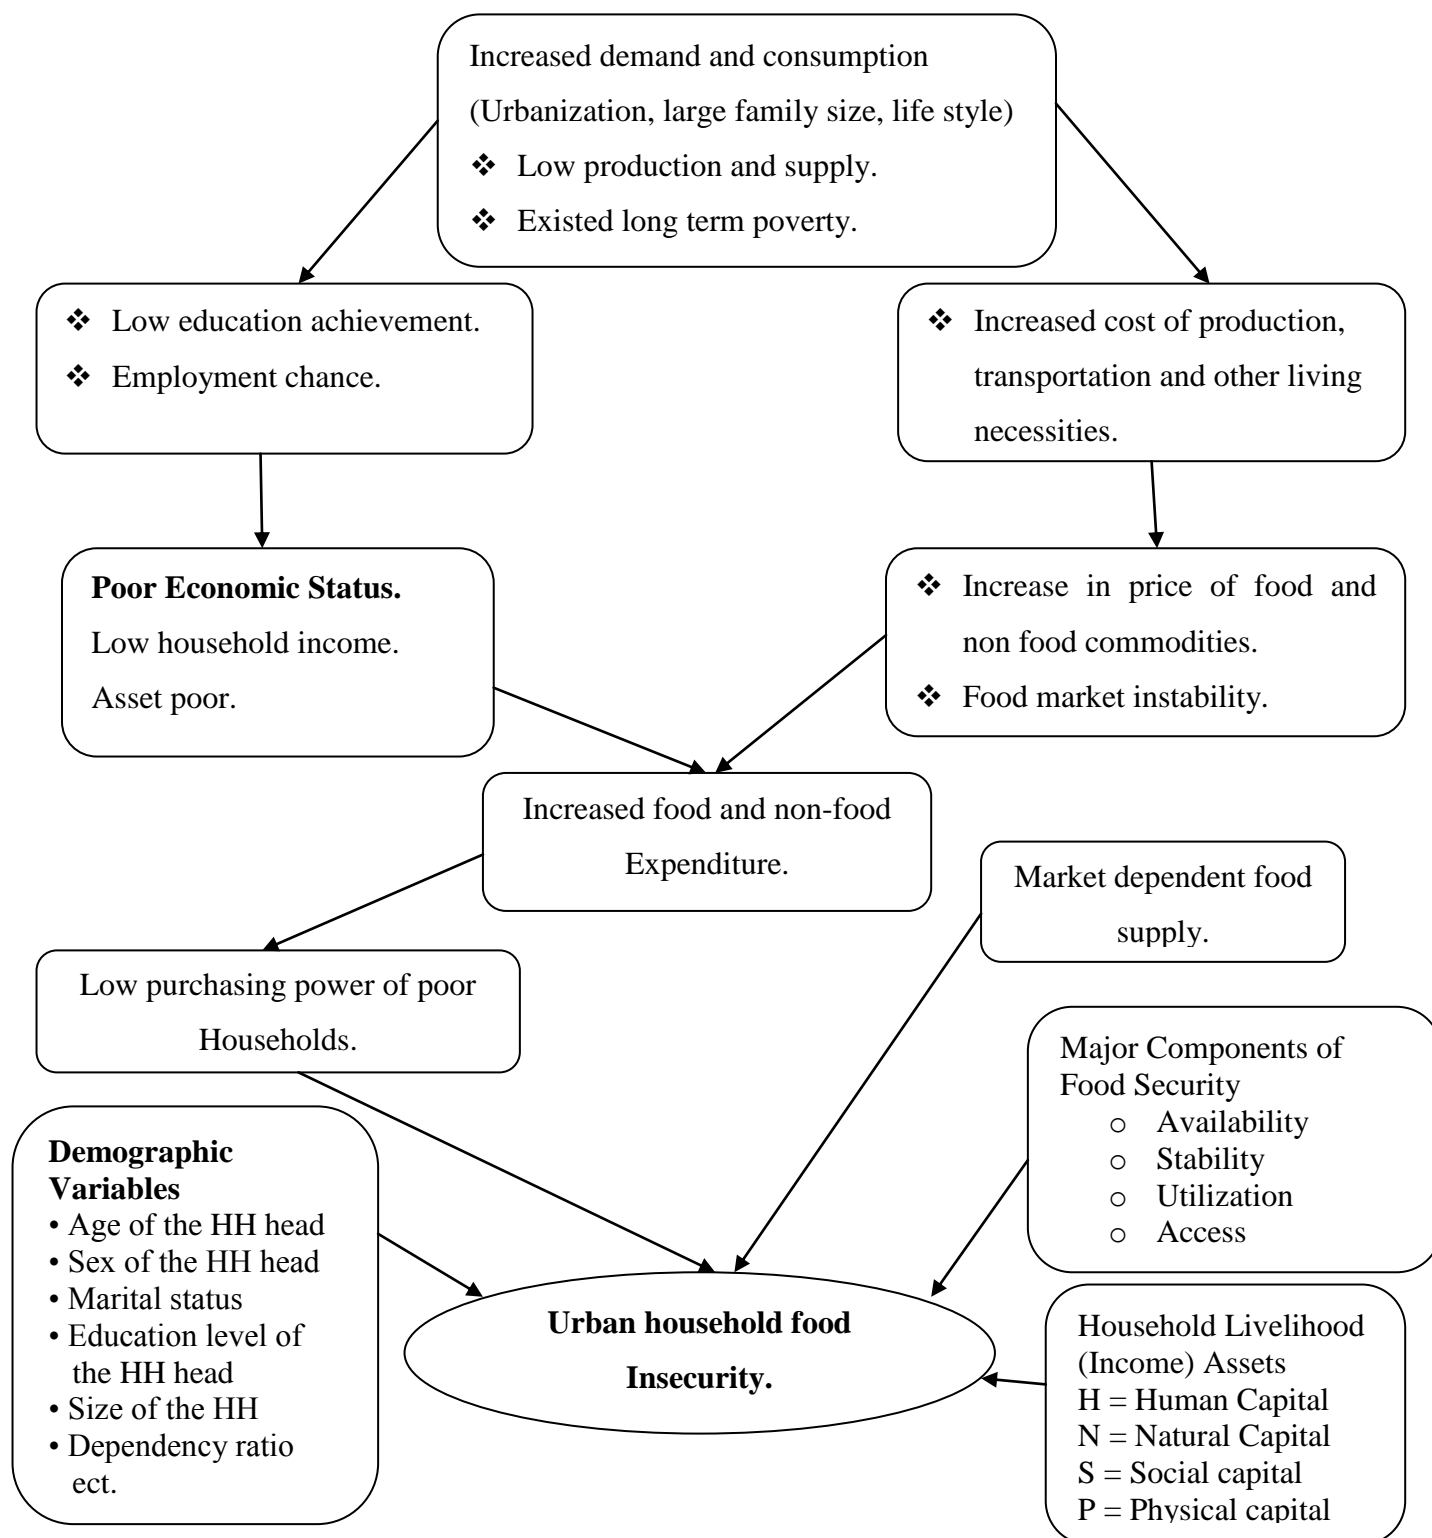 Increased demand and consumption
(Urbanization, large family size, life style)
❖ Low production and supply.
❖ Existed long term poverty.
❖ Low education achievement.
❖ Employment chance.
❖ Increased cost of production,
transportation and other living
necessities.
Poor Economic Status.
Low household income.
Asset poor.
❖ Increase in price of food and
non food commodities.
❖ Food market instability.
Increased food and non-food
Expenditure.
Market dependent food
supply.
Low purchasing power of poor
Households.
Major Components of
Food Security
o Availability
o Stability
o Utilization
o Access
Demographic
Variables
• Age of the HH head
• Sex of the HH head
• Marital status
• Education level of
the HH head
• Size of the HH
• Dependency ratio
ect.
Urban household food
Insecurity.
Household Livelihood
(Income) Assets
H = Human Capital
N = Natural Capital
S = Social capital
P = Physical capital